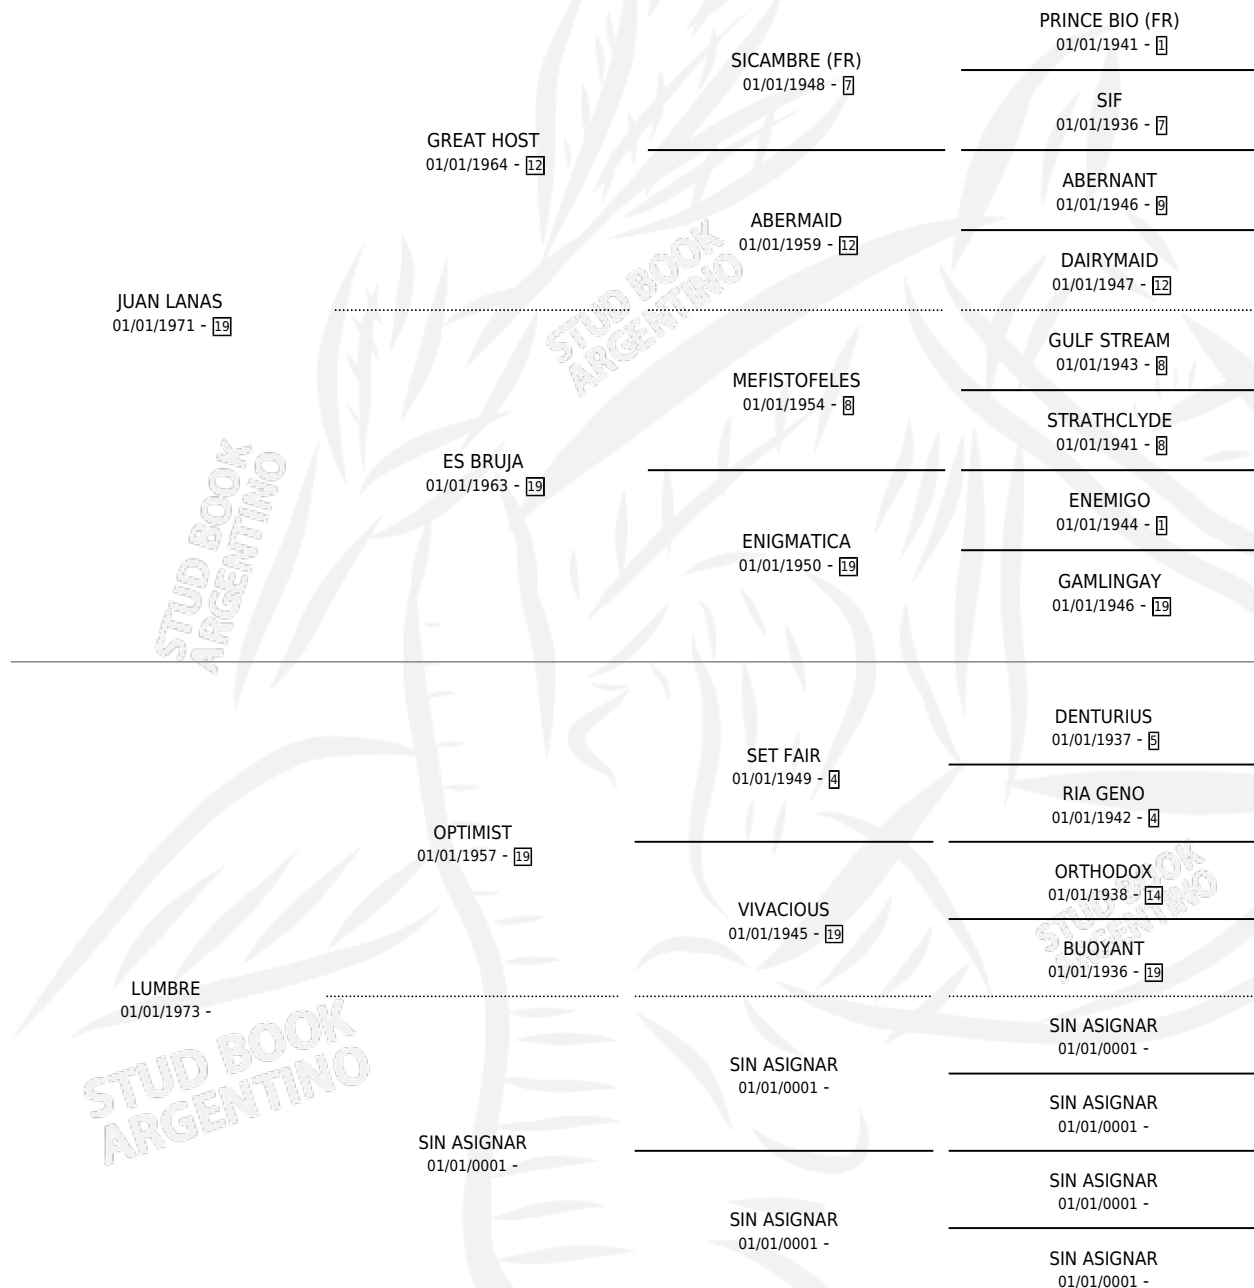 JUAN LANAS
01/01/1971 - 19
GREAT HOST
01/01/1964 - 12
SICAMBRE (FR)
01/01/1948 - 7
PRINCE BIO (FR)
01/01/1941 - 1
SIF
01/01/1936 - 7
ABERMAID
01/01/1959 - 12
ABERNANT
01/01/1946 - 9
DAIRYMAID
01/01/1947 - 12
ES BRUJA
01/01/1963 - 19
MEFISTOFELES
01/01/1954 - 8
GULF STREAM
01/01/1943 - 8
STRATHCLYDE
01/01/1941 - 8
ENIGMATICA
01/01/1950 - 19
ENEMIGO
01/01/1944 - 1
GAMLINGAY
01/01/1946 - 19
LUMBRE
01/01/1973 -
OPTIMIST
01/01/1957 - 19
SET FAIR
01/01/1949 - 4
DENTURIUS
01/01/1937 - 5
RIA GENO
01/01/1942 - 4
VIVACIOUS
01/01/1945 - 19
ORTHODOX
01/01/1938 - 14
BUOYANT
01/01/1936 - 19
SIN ASIGNAR
01/01/0001 -
SIN ASIGNAR
01/01/0001 -
SIN ASIGNAR
01/01/0001 -
SIN ASIGNAR
01/01/0001 -
SIN ASIGNAR
01/01/0001 -
SIN ASIGNAR
01/01/0001 -
SIN ASIGNAR
01/01/0001 -
STUD BOOK
ARGENTINO
STUD BOOK
ARGENTINO
STUD BOOK
ARGENTINO
STUD BOOK
ARGENTINO